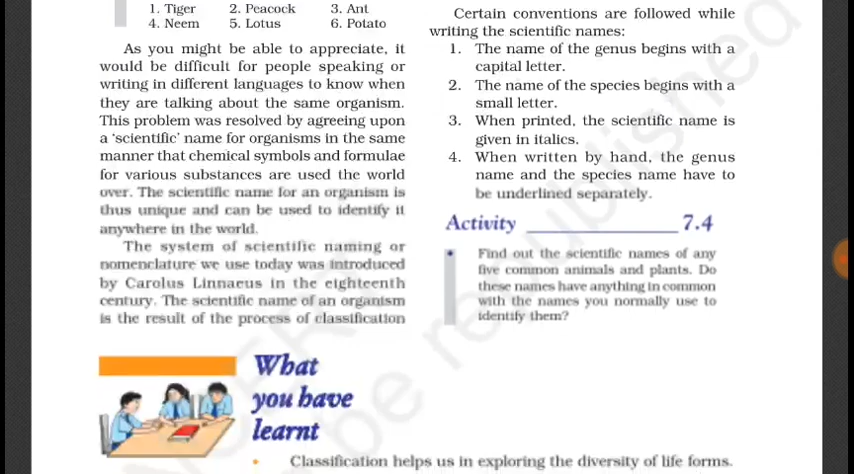 1. Tiger 2. Peacock 3. Ant
4. Neem 5. Lotus 6. Potato
As you might be able to appreciate, it
would be difficult for people speaking or
writing in different languages to know when
they are talking about the same organism.
This problem was resolved by agreeing upon
a ‘scientific’ name for organisms in the same
manner that chemical symbols and formulae
for various substances are used the world
over. The scientific name for an organism is
thus unique and can be used to identify it
anywhere in the world.
The system of scientific naming or
nomenclature we use today was introduced
by Carolus Linnaeus in the eighteenth
century. The scientific name of an organism
is the result of the process of classification
Certain conventions are followed while
writing the scientific names:
1. The name of the genus begins with a
capital letter.
2. The name of the species begins with a
small letter.
3. When printed, the scientific name is
given in italics.
4. When written by hand, the genus
name and the species name have to
be underlined separately.
Activity ______________ 7.4
• Find out the scientific names of any
five common animals and plants. Do
these names have anything in common
with the names you normally use to
identify them?
What
you have
learnt
• Classification helps us in exploring the diversity of life forms.
be republished